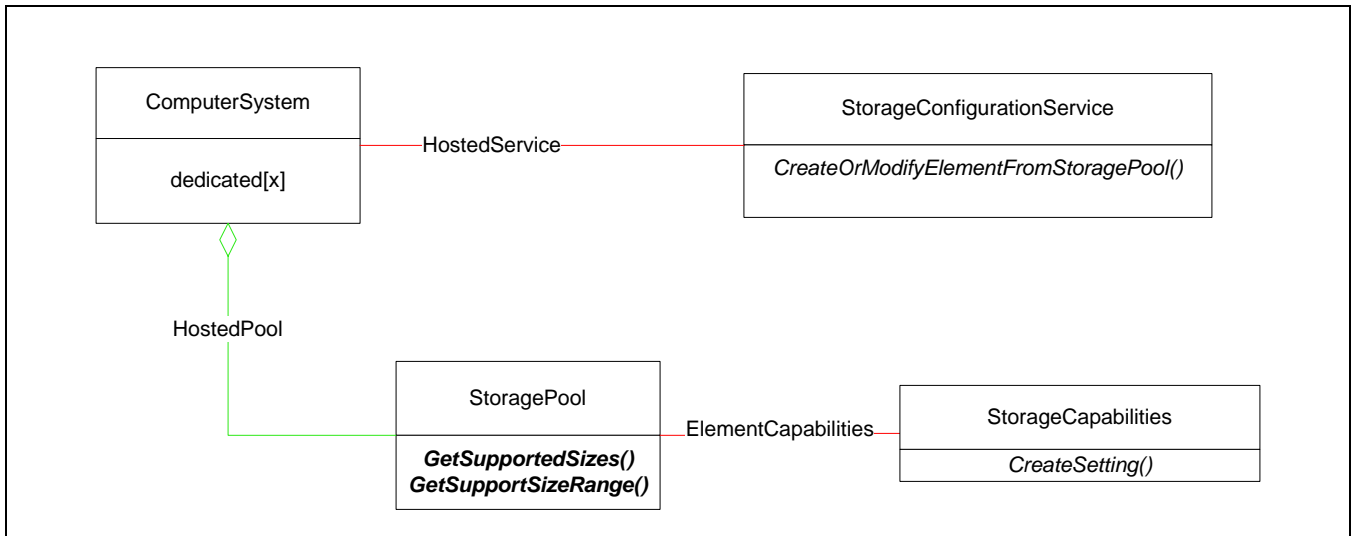 ComputerSystem
dedicated[x]
HostedService
StorageConfigurationService
CreateOrModifyElementFromStoragePool()
HostedPool
StoragePool
GetSupportedSizes()
GetSupportSizeRange()
ElementCapabilities
StorageCapabilities
CreateSetting()